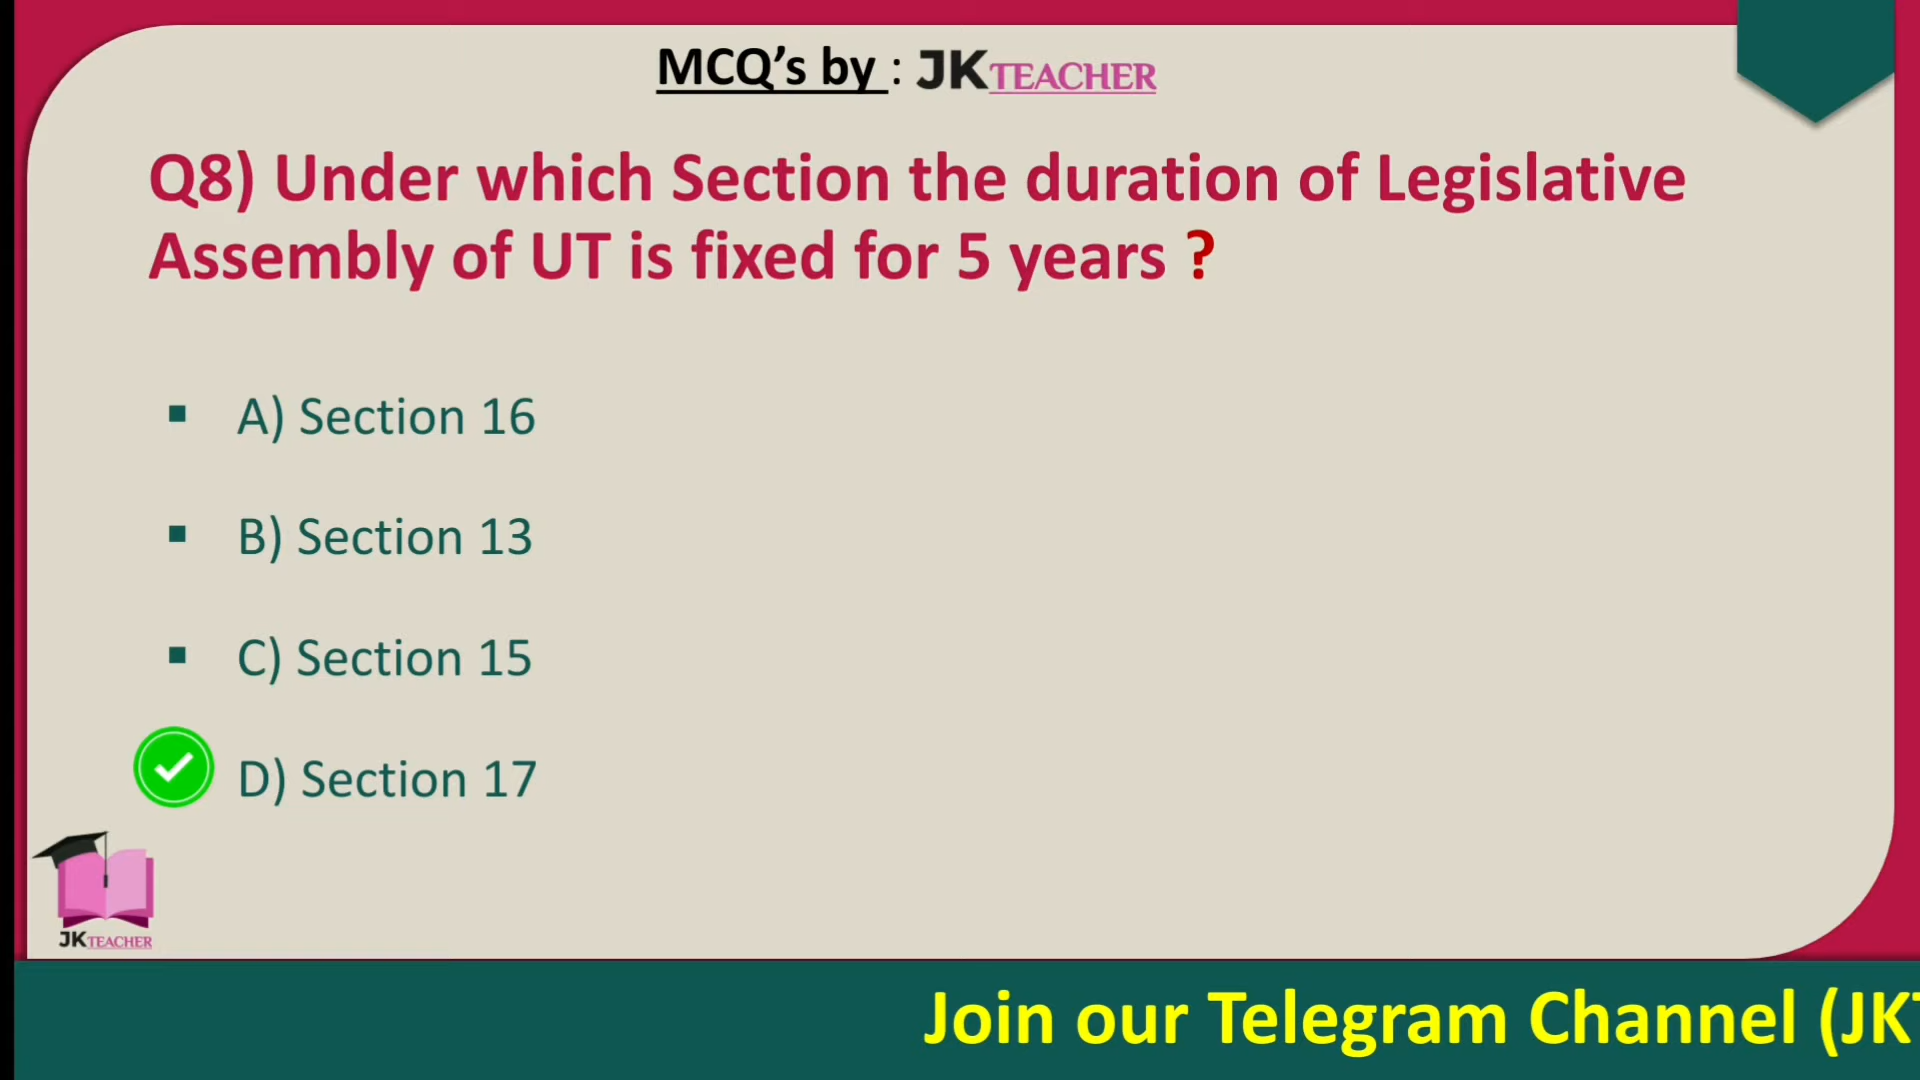 MCQ’s by : JKTEACHER
Q8) Under which Section the duration of Legislative
Assembly of UT is fixed for 5 years ?
A) Section 16
B) Section 13
C) Section 15
D) Section 17
JKTEACHER
Join our Telegram Channel (JK